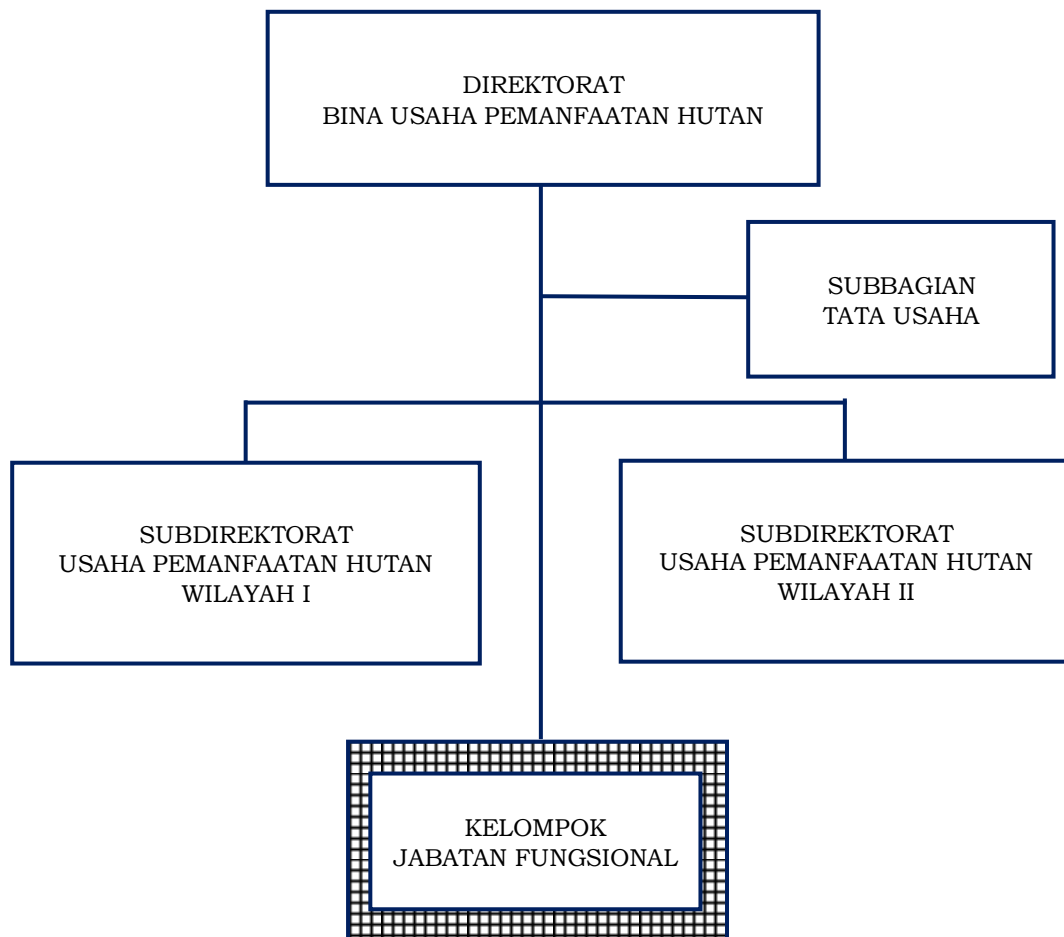 DIREKTORAT
BINA USAHA PEMANFAATAN HUTAN
SUBBAGIAN
TATA USAHA
SUBDIREKTORAT
USAHA PEMANFAATAN HUTAN
WILAYAH I
SUBDIREKTORAT
USAHA PEMANFAATAN HUTAN
WILAYAH II
KELOMPOK
JABATAN FUNGSIONAL